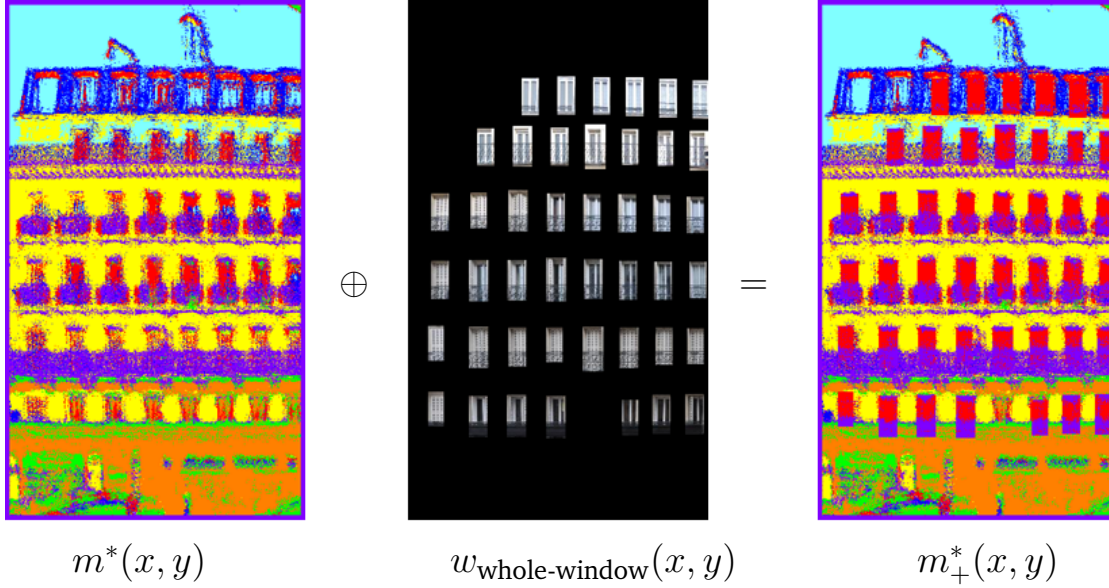 ⊕ =
m*(x, y) w_whole-window(x, y) m*_+(x, y)